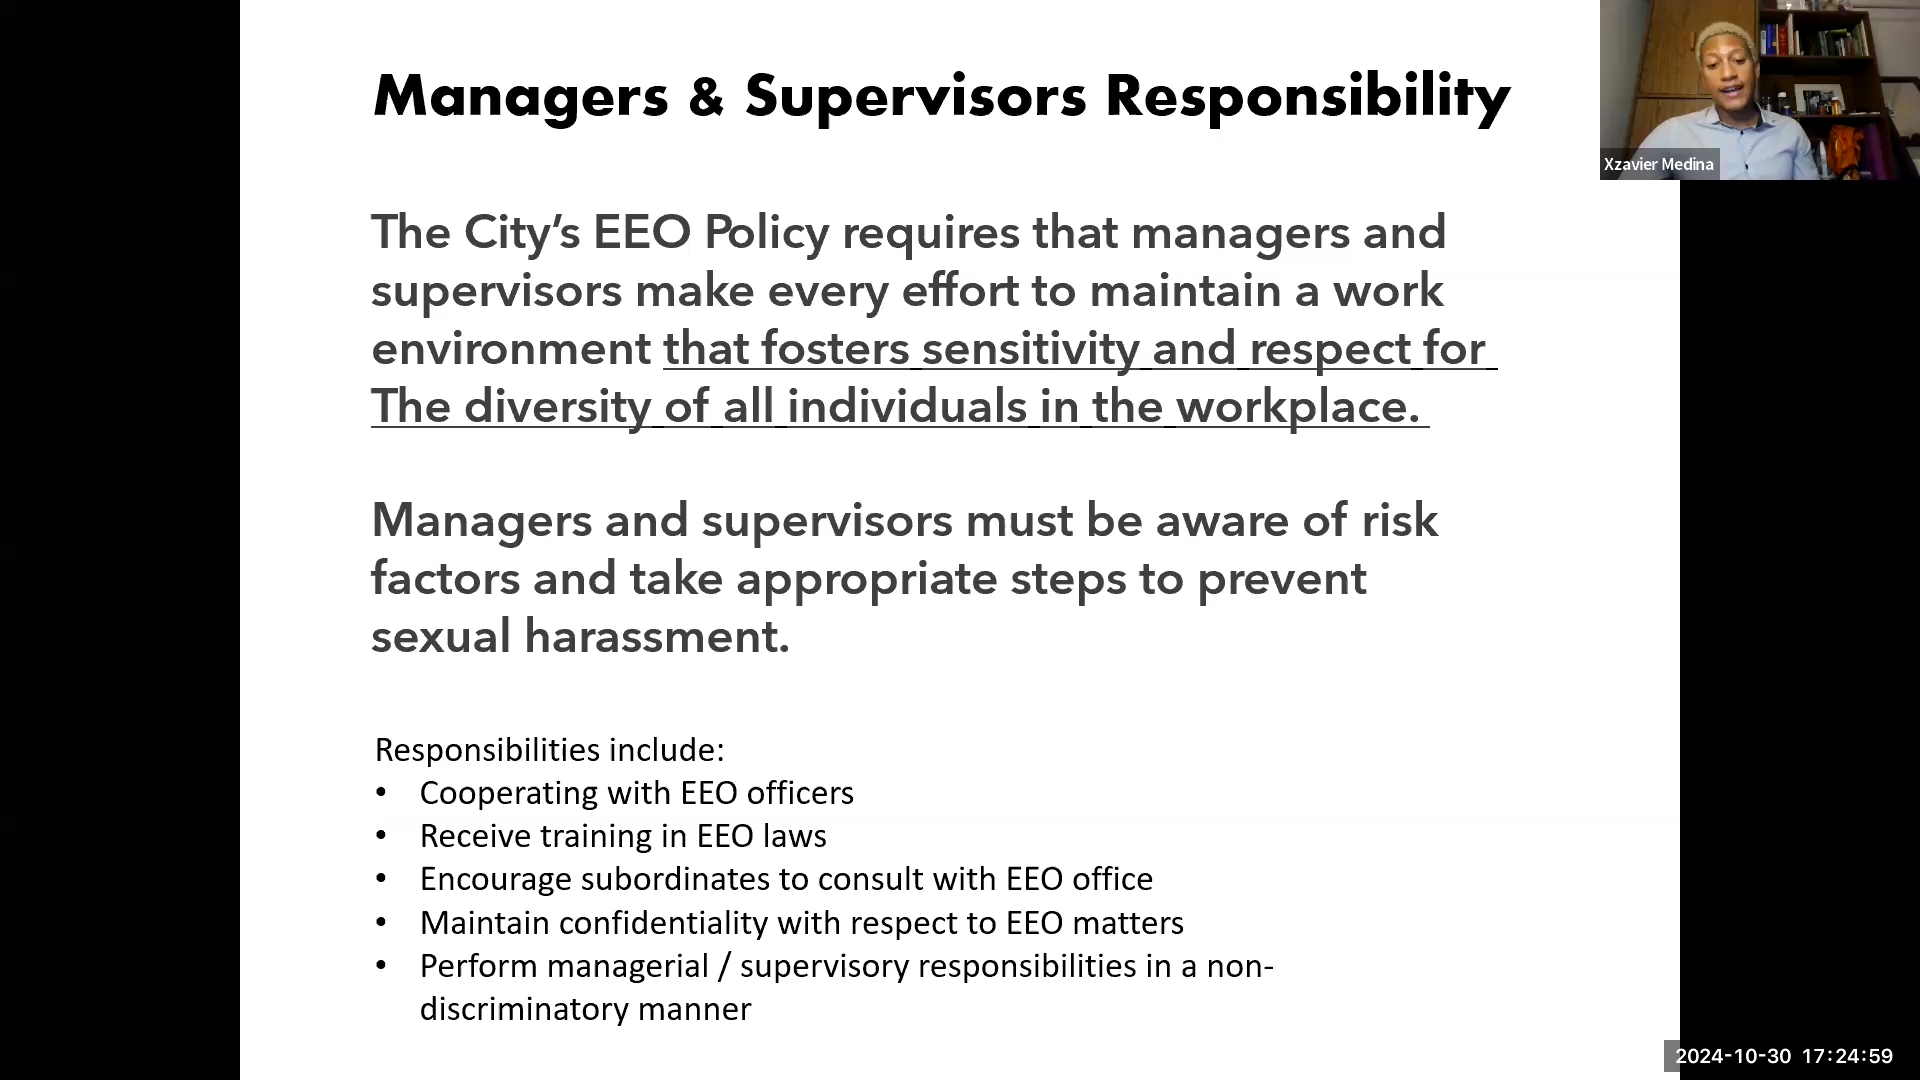 Managers & Supervisors Responsibility
Xzavier Medina
The City’s EEO Policy requires that managers and
supervisors make every effort to maintain a work
environment that fosters sensitivity and respect for
The diversity of all individuals in the workplace.
Managers and supervisors must be aware of risk
factors and take appropriate steps to prevent
sexual harassment.
Responsibilities include:
• Cooperating with EEO officers
• Receive training in EEO laws
• Encourage subordinates to consult with EEO office
• Maintain confidentiality with respect to EEO matters
• Perform managerial / supervisory responsibilities in a non-
discriminatory manner
2024-10-30 17:24:59